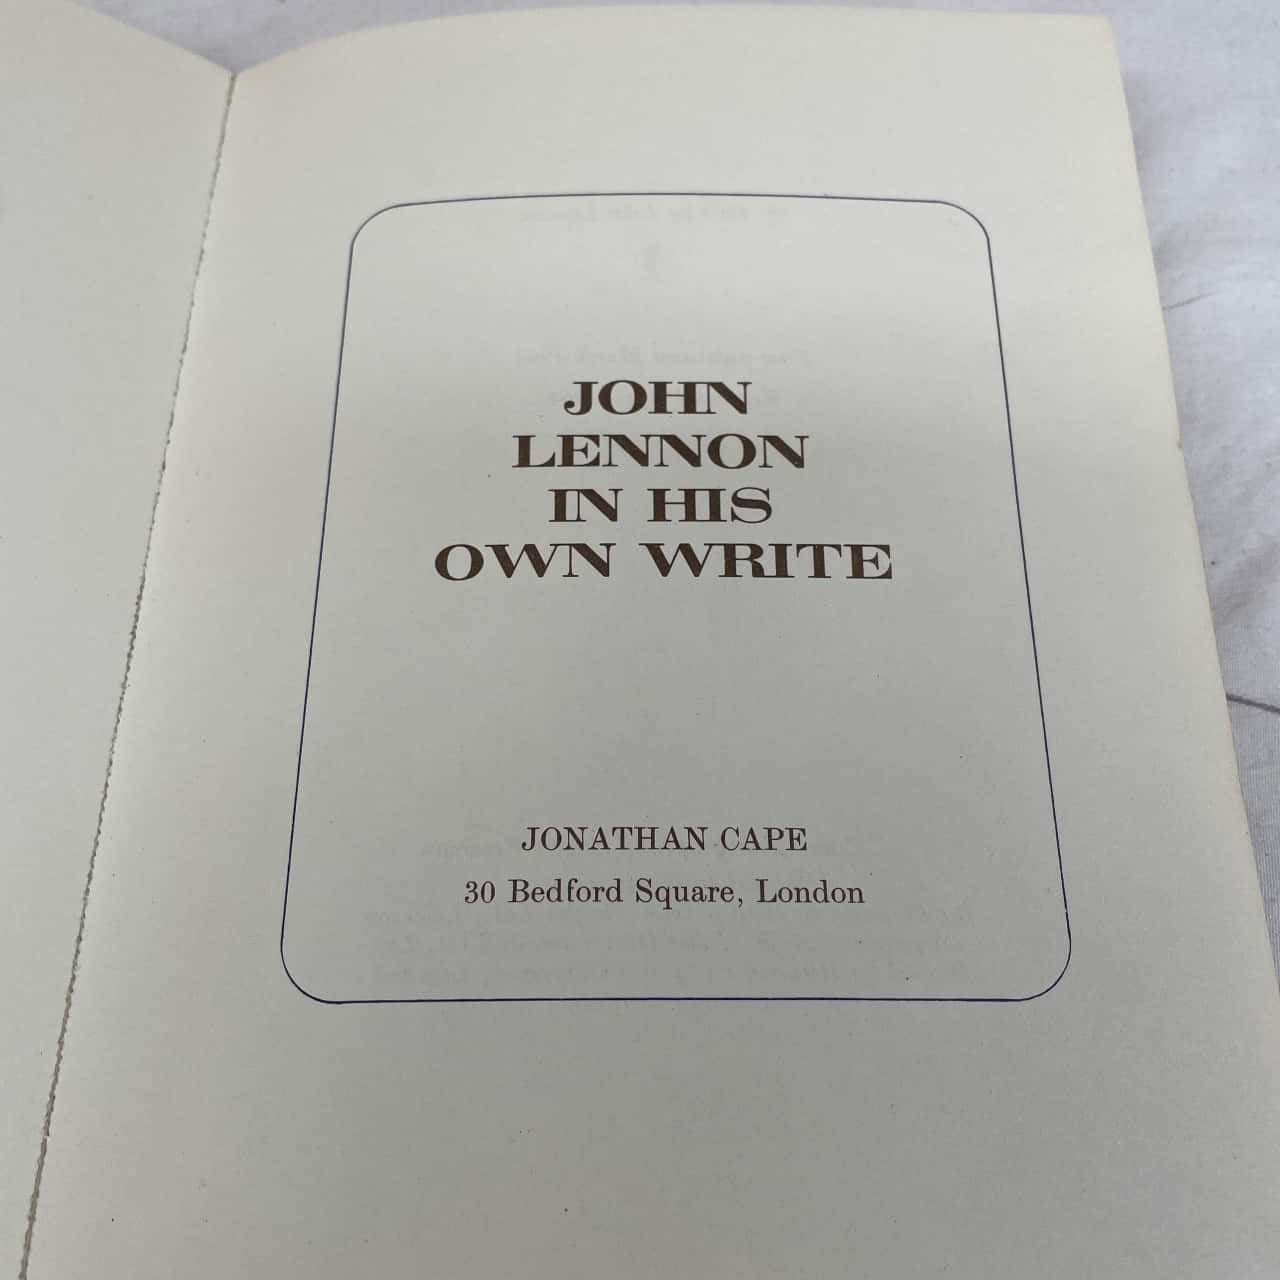 JOHN
LENNON
IN HIS
OWN WRITE
JONATHAN CAPE
30 Bedford Square, London